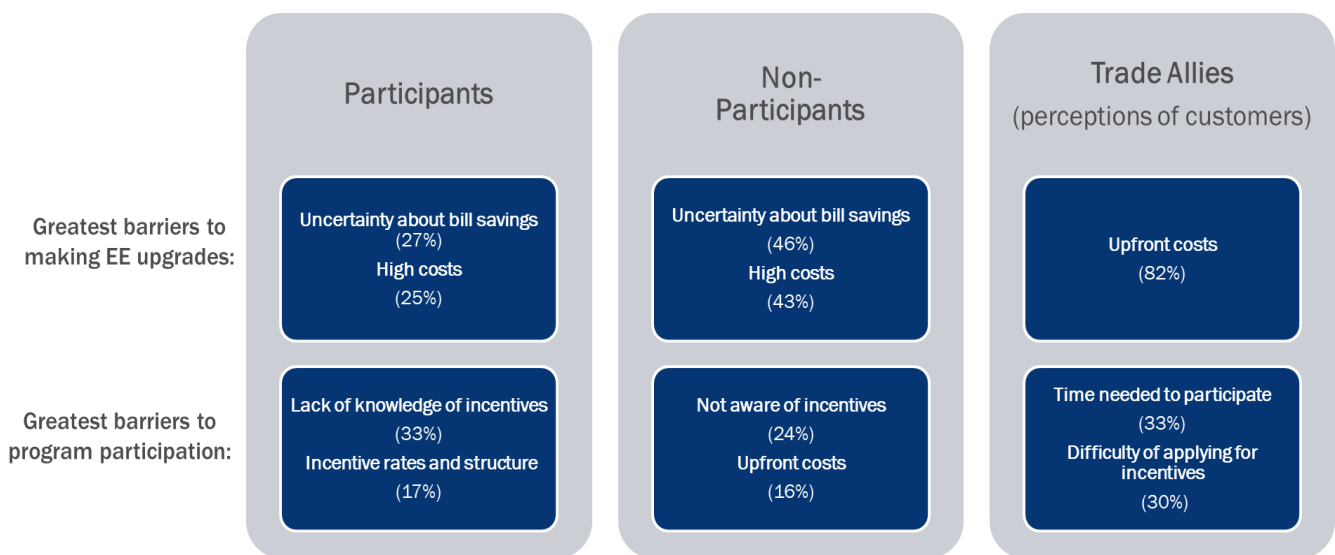 Participants
Non-
Participants
Trade Allies
(perceptions of customers)
Greatest barriers to
making EE upgrades:
Uncertainty about bill savings
(27%)
High costs
(25%)
Uncertainty about bill savings
(46%)
High costs
(43%)
Upfront costs
(82%)
Greatest barriers to
program participation:
Lack of knowledge of incentives
(33%)
Incentive rates and structure
(17%)
Not aware of incentives
(24%)
Upfront costs
(16%)
Time needed to participate
(33%)
Difficulty of applying for
incentives
(30%)